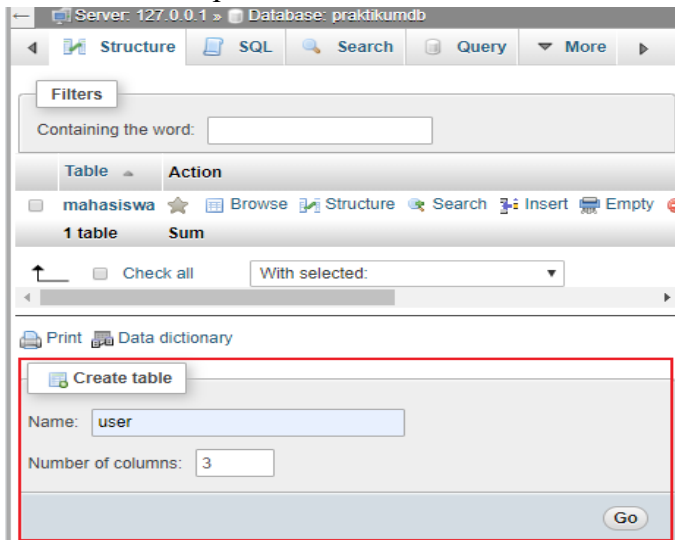 Server: 127.0.0.1 » Database: praktikumdb
Structure SQL Search Query More
Filters
Containing the word:
Table Action
mahasiswa Browse Structure Search Insert Empty
1 table Sum
Check all With selected:
Print Data dictionary
Create table
Name: user
Number of columns: 3
Go